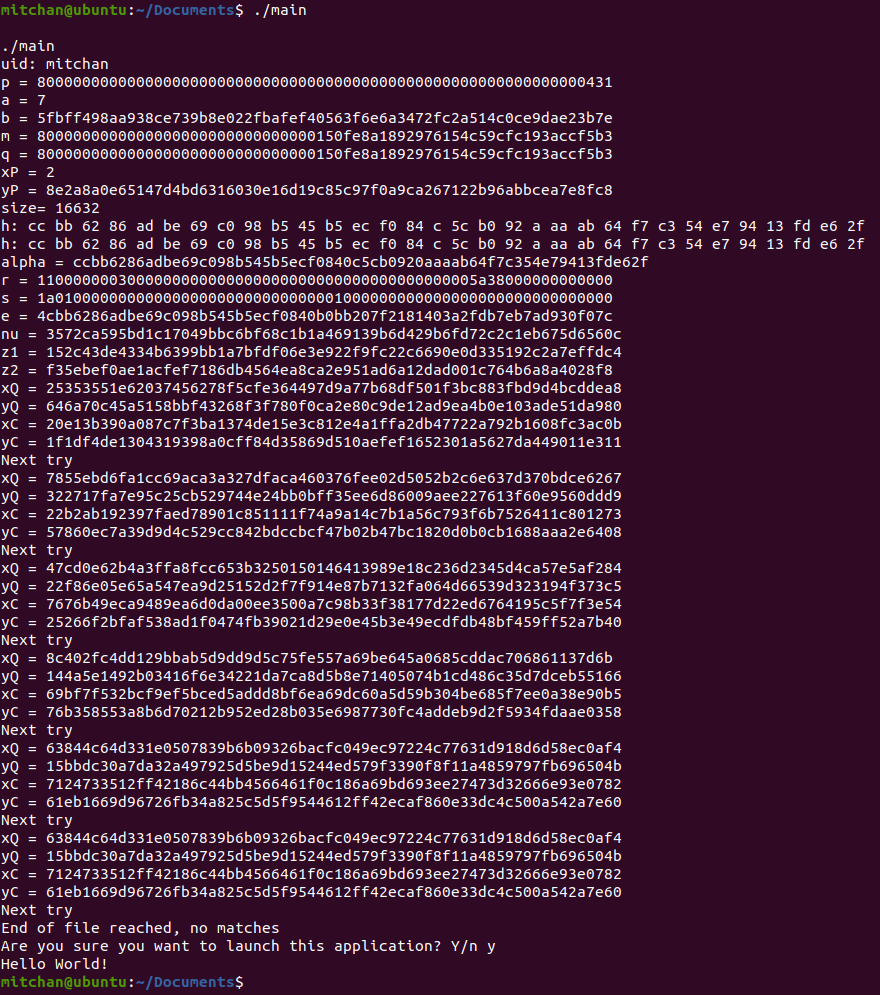 mitchan@ubuntu:~/Documents$ ./main
./main
uid: mitchan
p = 8000000000000000000000000000000000000000000000000000000000000431
a = 7
b = 5fbff498aa938ce739b8e022fbafef40563f6e6a3472fc2a514c0ce9dae23b7e
m = 8000000000000000000000000000000150fe8a1892976154c59cfc193accf5b3
q = 8000000000000000000000000000000150fe8a1892976154c59cfc193accf5b3
xP = 2
yP = 8e2a8a0e65147d4bd6316030e16d19c85c97f0a9ca267122b96abbcea7e8fc8
size= 16632
h: cc bb 62 86 ad be 69 c0 98 b5 45 b5 ec f0 84 c 5c b0 92 a aa ab 64 f7 c3 54 e7 94 13 fd e6 2f
h: cc bb 62 86 ad be 69 c0 98 b5 45 b5 ec f0 84 c 5c b0 92 a aa ab 64 f7 c3 54 e7 94 13 fd e6 2f
alpha = ccbb6286adbe69c098b545b5ecf0840c5cb0920aaaab64f7c354e79413fde62f
r = 1100000003000000000000000000000000000000000000005a38000000000000
s = 1a01000000000000000000000000000000010000000000000000000000000000
e = 4cbb6286adbe69c098b545b5ecf0840b0bb207f2181403a2fdb7eb7ad930f07c
nu = 3572ca595bd1c17049bbc6bf68c1b1a469139b6d429b6fd72c2c1eb675d6560c
z1 = 152c43de4334b6399bb1a7bfdf06e3e922f9fc22c6690e0d335192c2a7effdc4
z2 = f35ebef0ae1acfef7186db4564ea8ca2e951ad6a12dad001c764b6a8a4028f8
xQ = 25353551e62037456278f5cfe364497d9a77b68df501f3bc883fbd9d4bcddea8
yQ = 646a70c45a5158bbf43268f3f780f0ca2e80c9de12ad9ea4b0e103ade51da980
xC = 20e13b390a087c7f3ba1374de15e3c812e4a1ffa2db47722a792b1608fc3ac0b
yC = 1f1df4de1304319398a0cff84d35869d510aefef1652301a5627da449011e311
Next try
xQ = 7855ebd6fa1cc69aca3a327dfaca460376fee02d5052b2c6e637d370bdce6267
yQ = 322717fa7e95c25cb529744e24bb0bff35ee6d86009aee227613f60e9560ddd9
xC = 22b2ab192397faed78901c851111f74a9a14c7b1a56c793f6b7526411c801273
yC = 57860ec7a39d9d4c529cc842bdccbcf47b02b47bc1820d0b0cb1688aaa2e6408
Next try
xQ = 47cd0e62b4a3ffa8fcc653b3250150146413989e18c236d2345d4ca57e5af284
yQ = 22f86e05e65a547ea9d25152d2f7f914e87b7132fa064d66539d323194f373c5
xC = 7676b49eca9489ea6d0da00ee3500a7c98b33f38177d22ed6764195c5f7f3e54
yC = 25266f2bfaf538ad1f0474fb39021d29e0e45b3e49ecdfdb48bf459ff52a7b40
Next try
xQ = 8c402fc4dd129bbab5d9dd9d5c75fe557a69be645a0685cddac706861137d6b
yQ = 144a5e1492b03416f6e34221da7ca8d5b8e71405074b1cd486c35d7dceb55166
xC = 69bf7f532bcf9ef5bced5addd8bf6ea69dc60a5d59b304be685f7ee0a38e90b5
yC = 76b358553a8b6d70212b952ed28b035e6987730fc4addeb9d2f5934fdaae0358
Next try
xQ = 63844c64d331e0507839b6b09326bacfc049ec97224c77631d918d6d58ec0af4
yQ = 15bbdc30a7da32a497925d5be9d15244ed579f3390f8f11a4859797fb696504b
xC = 7124733512ff42186c44bb4566461f0c186a69bd693ee27473d32666e93e0782
yC = 61eb1669d96726fb34a825c5d5f9544612ff42ecaf860e33dc4c500a542a7e60
Next try
xQ = 63844c64d331e0507839b6b09326bacfc049ec97224c77631d918d6d58ec0af4
yQ = 15bbdc30a7da32a497925d5be9d15244ed579f3390f8f11a4859797fb696504b
xC = 7124733512ff42186c44bb4566461f0c186a69bd693ee27473d32666e93e0782
yC = 61eb1669d96726fb34a825c5d5f9544612ff42ecaf860e33dc4c500a542a7e60
Next try
End of file reached, no matches
Are you sure you want to launch this application? Y/n y
Hello World!
mitchan@ubuntu:~/Documents$